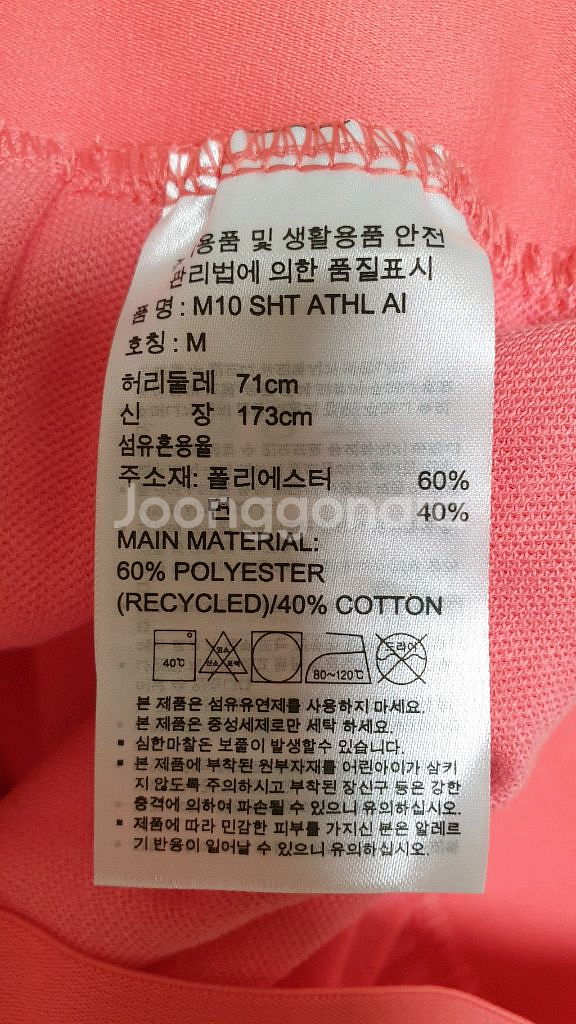 용품 및 생활용품 안전
관리법에 의한 품질표시
품 명 : M10 SHT ATHL AI
호칭 : M
허리둘레 71cm
신 장 173cm
섬유혼용율
주소재: 폴리에스터 60%
면 40%
Joonggona
MAIN MATERIAL:
60% POLYESTER
(RECYCLED)/40% COTTON
40℃ 염소 산소 표백 80~120℃ 드라이
본 제품은 섬유유연제를 사용하지 마세요.
본 제품은 중성세제로만 세탁 하세요.
▪ 심한마찰돈 보풀이 발생할수 있습니다.
▪ 본 제품에 부착된 원부자재를 어린아이가 삼키
지 않도록 주의하시고 부착된 장신구 등은 강한
충격에 의하여 파손될 수 있으니 유의하십시오.
▪ 제품에 따라 민감한 피부를 가지신 분은 알레르
기 반응이 일어날 수 있으니 유의하십시오.